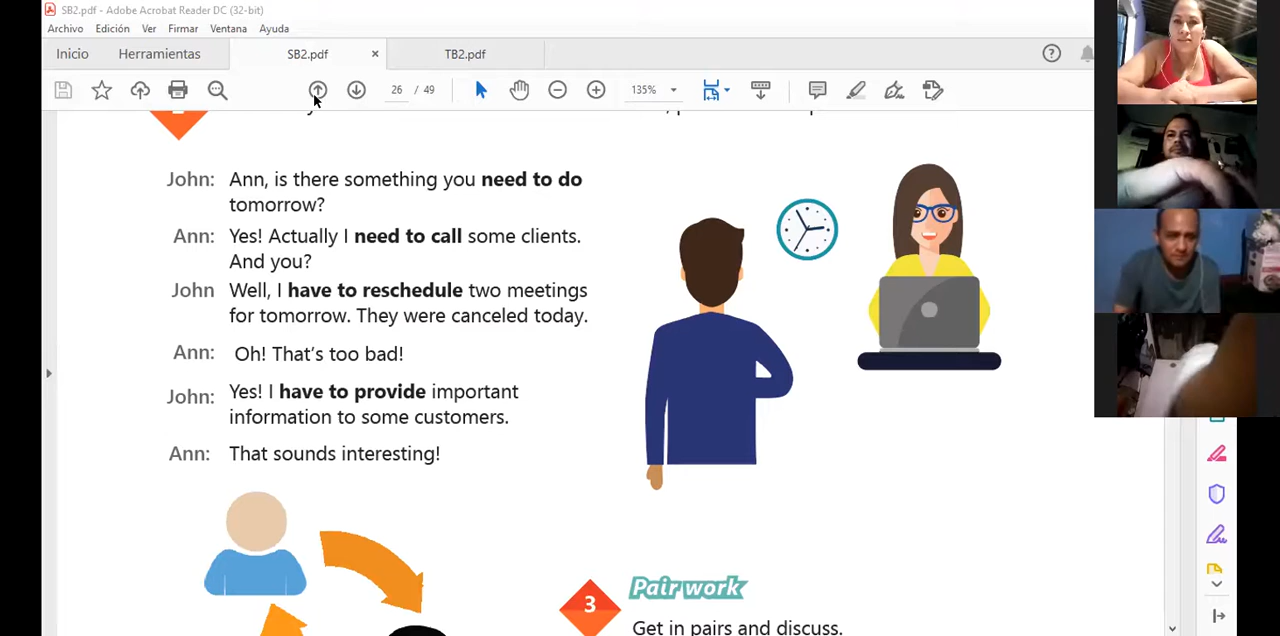 SB2.pdf - Adobe Acrobat Reader DC (32-bit)
Archivo Edición Ver Firmar Ventana Ayuda
Inicio Herramientas SB2.pdf × TB2.pdf
26 / 49 135%
John: Ann, is there something you need to do
tomorrow?
Ann: Yes! Actually I need to call some clients.
And you?
John Well, I have to reschedule two meetings
for tomorrow. They were canceled today.
Ann: Oh! That's too bad!
John: Yes! I have to provide important
information to some customers.
Ann: That sounds interesting!
Pair work
3
Get in pairs and discuss.